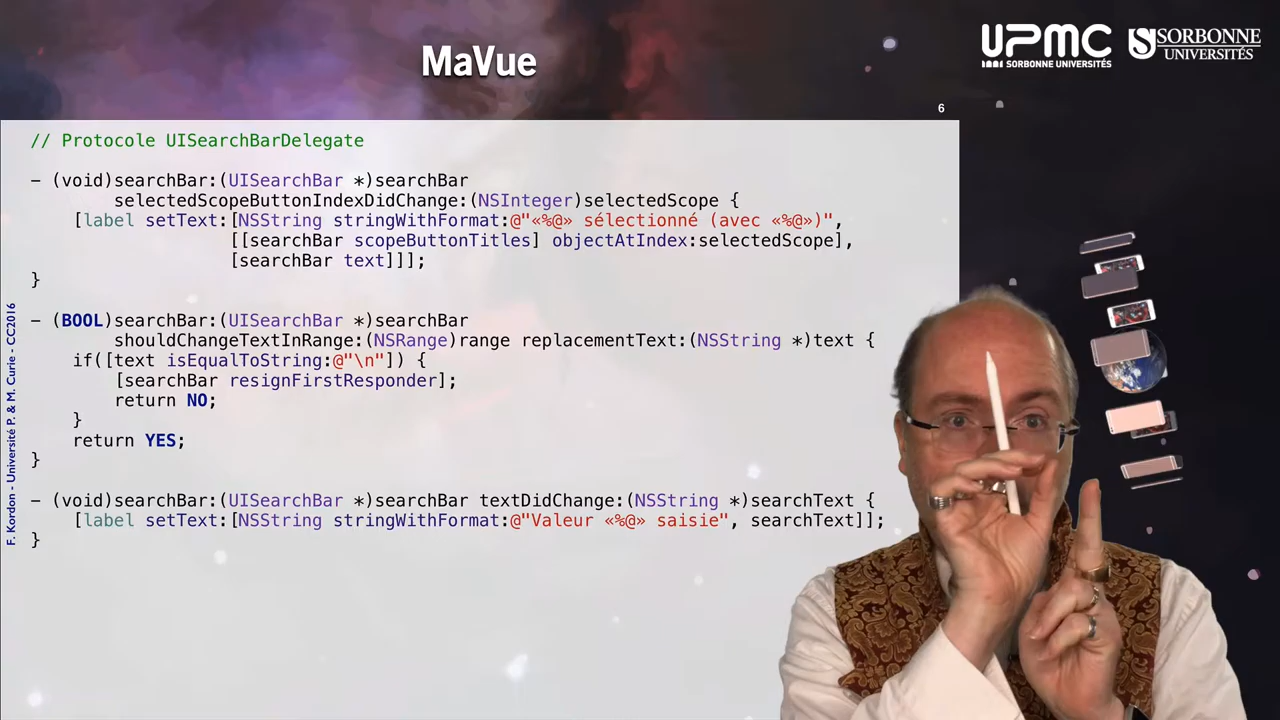 MaVue
UPMC
SORBONNE UNIVERSITÉS
SORBONNE
UNIVERSITÉS
6
// Protocole UISearchBarDelegate
– (void)searchBar:(UISearchBar *)searchBar
selectedScopeButtonIndexDidChange:(NSInteger)selectedScope {
[label setText:[NSString stringWithFormat:@"«%@» sélectionné (avec «%@»)",
[[searchBar scopeButtonTitles] objectAtIndex:selectedScope],
[searchBar text]]];
}
– (BOOL)searchBar:(UISearchBar *)searchBar
shouldChangeTextInRange:(NSRange)range replacementText:(NSString *)text {
if([text isEqualToString:@"\n"]) {
[searchBar resignFirstResponder];
return NO;
}
return YES;
}
– (void)searchBar:(UISearchBar *)searchBar textDidChange:(NSString *)searchText {
[label setText:[NSString stringWithFormat:@"Valeur «%@» saisie", searchText]];
}
F. Kordon - Université P. & M. Curie - CC2016